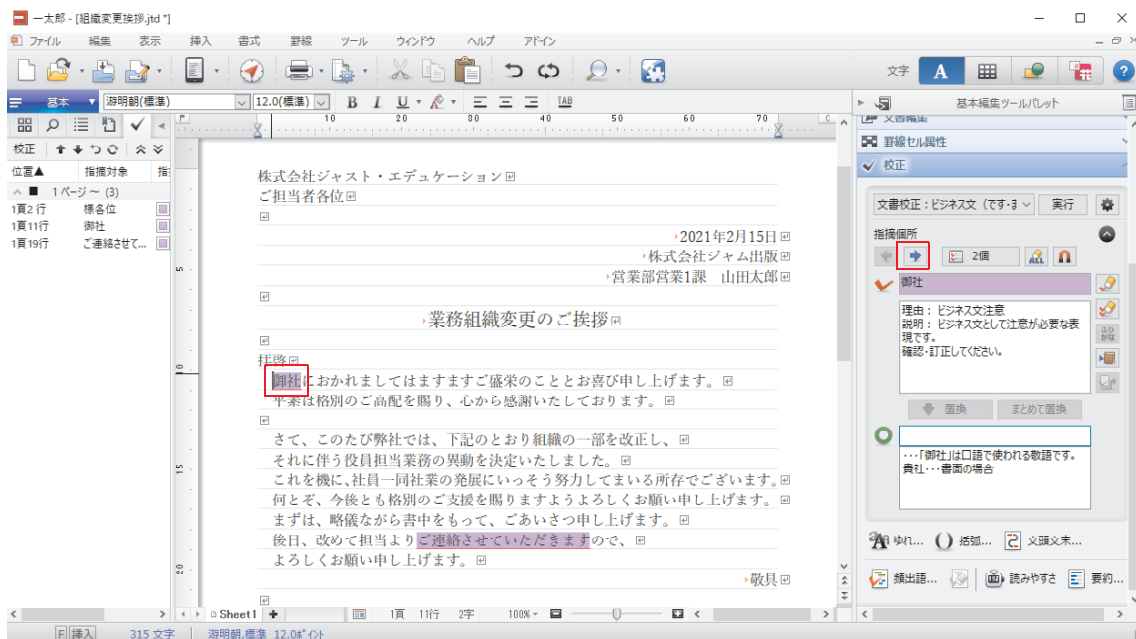 一太郎 - [組織変更挨拶.jtd *]
ファイル 編集 表示 挿入 書式 罫線 ツール ウィンドウ ヘルプ アドイン
文字 A
基本 游明朝(標準) 12.0(標準) B I U TAB
基本編集ツールパレット
10 20 30 40 50 60 70
文書編集
罫線セル属性
校正
校正
位置▲ 指摘対象 指
1ページ～ (3)
1頁2行 様各位
1頁11行 御社
1頁19行 ご連絡させて...
株式会社ジャスト・エデュケーション
ご担当者各位
2021年2月15日
株式会社ジャム出版
営業部営業1課 山田太郎
業務組織変更のご挨拶
拝啓
御社におかれましてはますますご盛栄のこととお喜び申し上げます。
平素は格別のご高配を賜り、心から感謝いたしております。
さて、このたび弊社では、下記のとおり組織の一部を改正し、
それに伴う役員担当業務の異動を決定いたしました。
これを機に、社員一同社業の発展にいっそう努力してまいる所存でございます。
何とぞ、今後とも格別のご支援を賜りますようよろしくお願い申し上げます。
まずは、略儀ながら書中をもって、ごあいさつ申し上げます。
後日、改めて担当よりご連絡させていただきますので、
よろしくお願い申し上げます。
敬具
5
10
15
20
文書校正：ビジネス文（です・ま 実行
指摘個所
2個 ALL
御社
理由： ビジネス文注意
説明： ビジネス文として注意が必要な表
現です。
確認・訂正してください。
置換 まとめて置換
・・・「御社」は口語で使われる敬語です。
貴社・・・書面の場合
ゆれ... 括弧... 文頭文末...
頻出語... 読みやすさ 要約...
Sheet1 1頁 11行 2字 100%
挿入 315 文字 游明朝,標準 12.0ポイント